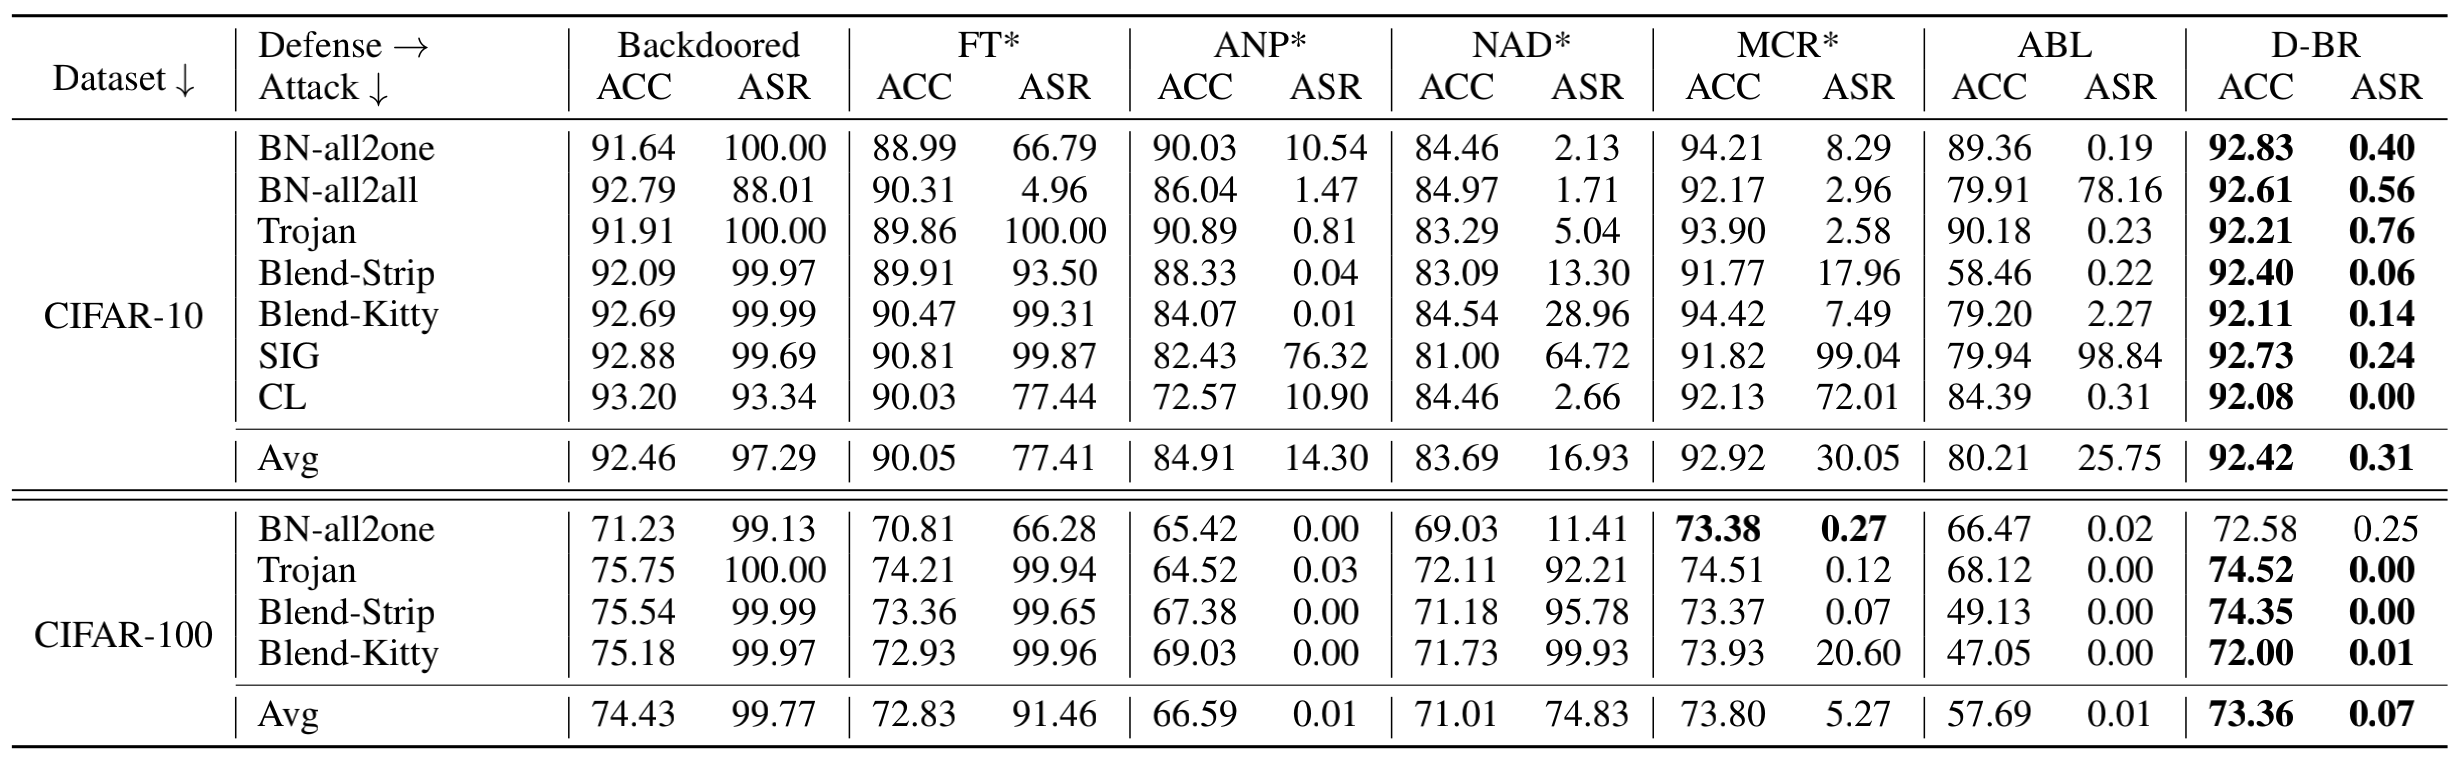 Dataset ↓ Defense → Backdoored FT* ANP* NAD* MCR* ABL D-BR
Attack ↓ ACC ASR ACC ASR ACC ASR ACC ASR ACC ASR ACC ASR ACC ASR
CIFAR-10 BN-all2one 91.64 100.00 88.99 66.79 90.03 10.54 84.46 2.13 94.21 8.29 89.36 0.19 92.83 0.40
BN-all2all 92.79 88.01 90.31 4.96 86.04 1.47 84.97 1.71 92.17 2.96 79.91 78.16 92.61 0.56
Trojan 91.91 100.00 89.86 100.00 90.89 0.81 83.29 5.04 93.90 2.58 90.18 0.23 92.21 0.76
Blend-Strip 92.09 99.97 89.91 93.50 88.33 0.04 83.09 13.30 91.77 17.96 58.46 0.22 92.40 0.06
Blend-Kitty 92.69 99.99 90.47 99.31 84.07 0.01 84.54 28.96 94.42 7.49 79.20 2.27 92.11 0.14
SIG 92.88 99.69 90.81 99.87 82.43 76.32 81.00 64.72 91.82 99.04 79.94 98.84 92.73 0.24
CL 93.20 93.34 90.03 77.44 72.57 10.90 84.46 2.66 92.13 72.01 84.39 0.31 92.08 0.00
Avg 92.46 97.29 90.05 77.41 84.91 14.30 83.69 16.93 92.92 30.05 80.21 25.75 92.42 0.31
CIFAR-100 BN-all2one 71.23 99.13 70.81 66.28 65.42 0.00 69.03 11.41 73.38 0.27 66.47 0.02 72.58 0.25
Trojan 75.75 100.00 74.21 99.94 64.52 0.03 72.11 92.21 74.51 0.12 68.12 0.00 74.52 0.00
Blend-Strip 75.54 99.99 73.36 99.65 67.38 0.00 71.18 95.78 73.37 0.07 49.13 0.00 74.35 0.00
Blend-Kitty 75.18 99.97 72.93 99.96 69.03 0.00 71.73 99.93 73.93 20.60 47.05 0.00 72.00 0.01
Avg 74.43 99.77 72.83 91.46 66.59 0.01 71.01 74.83 73.80 5.27 57.69 0.01 73.36 0.07